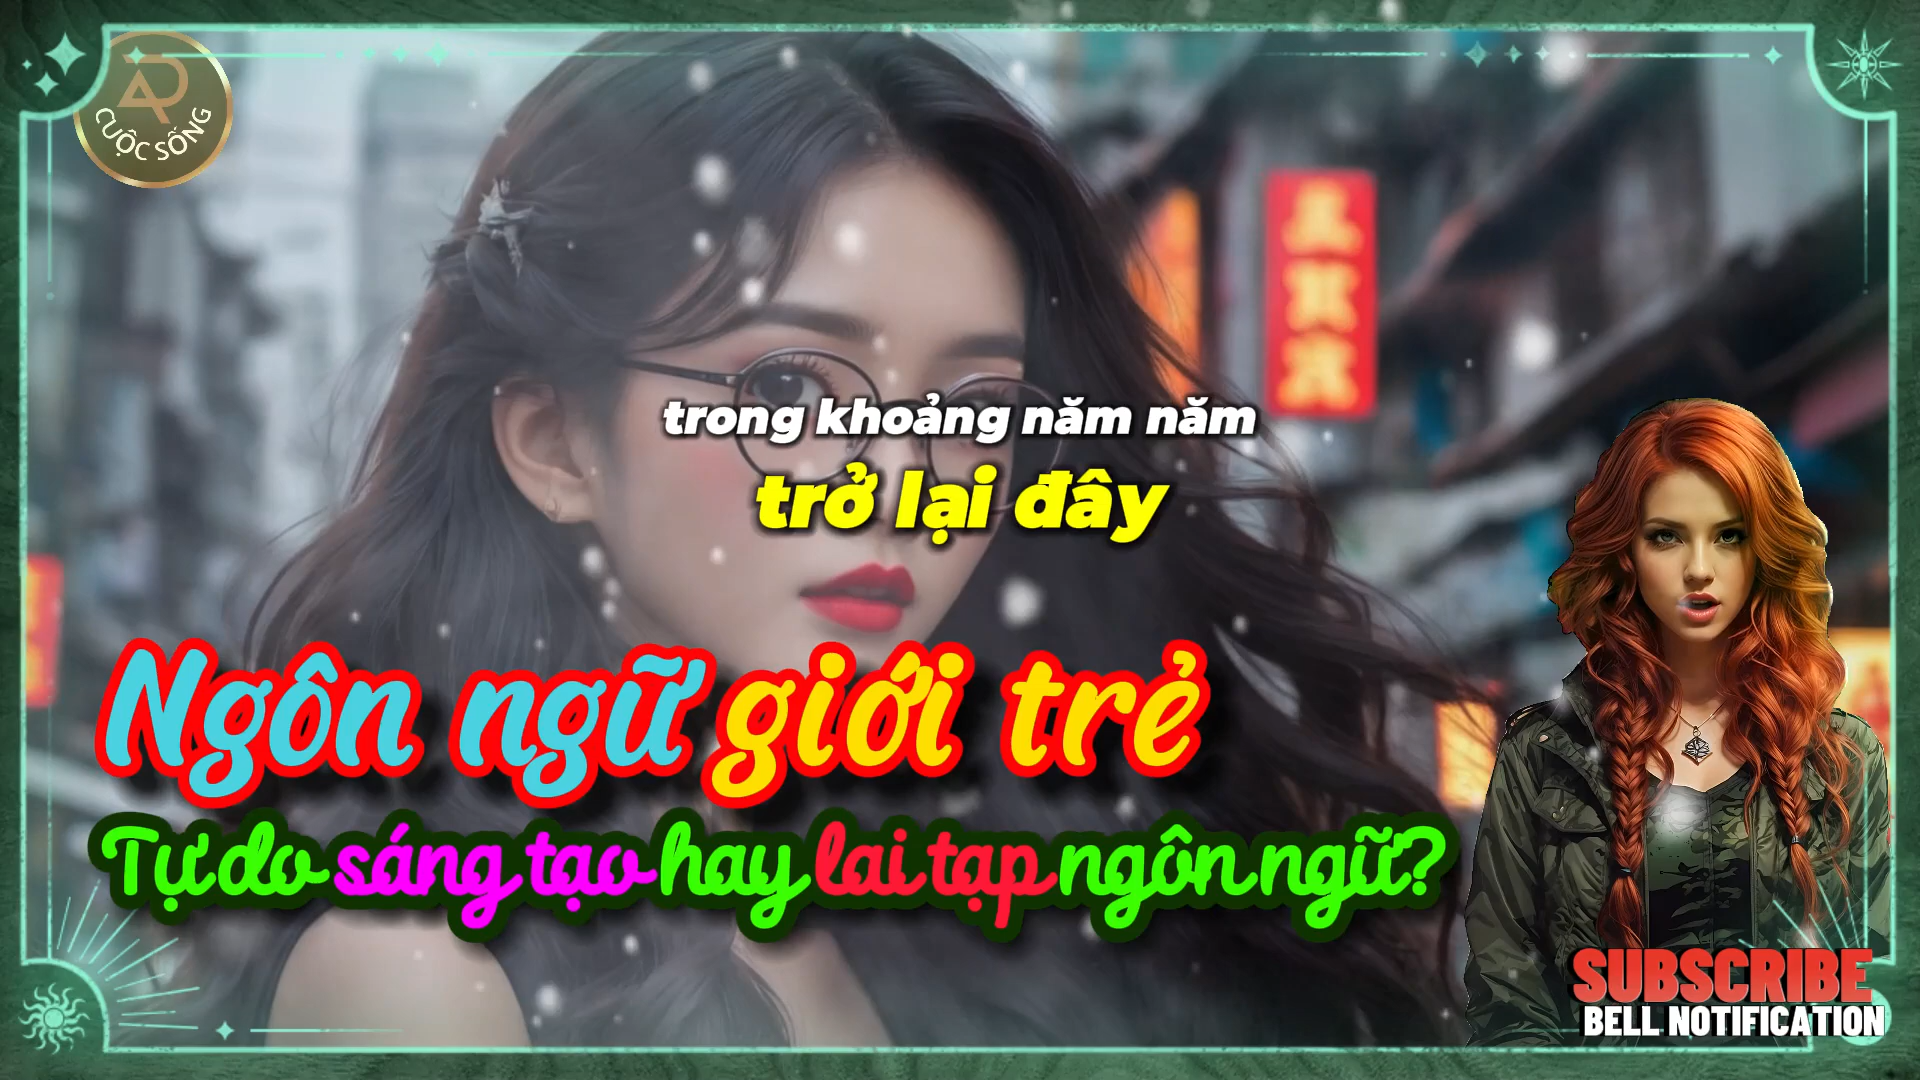 CUỘC SỐNG
trong khoảng năm năm
trở lại đây
Ngôn ngữ giới trẻ
Tự do sáng tạo hay lai tạp ngôn ngữ?
SUBSCRIBE
BELL NOTIFICATION